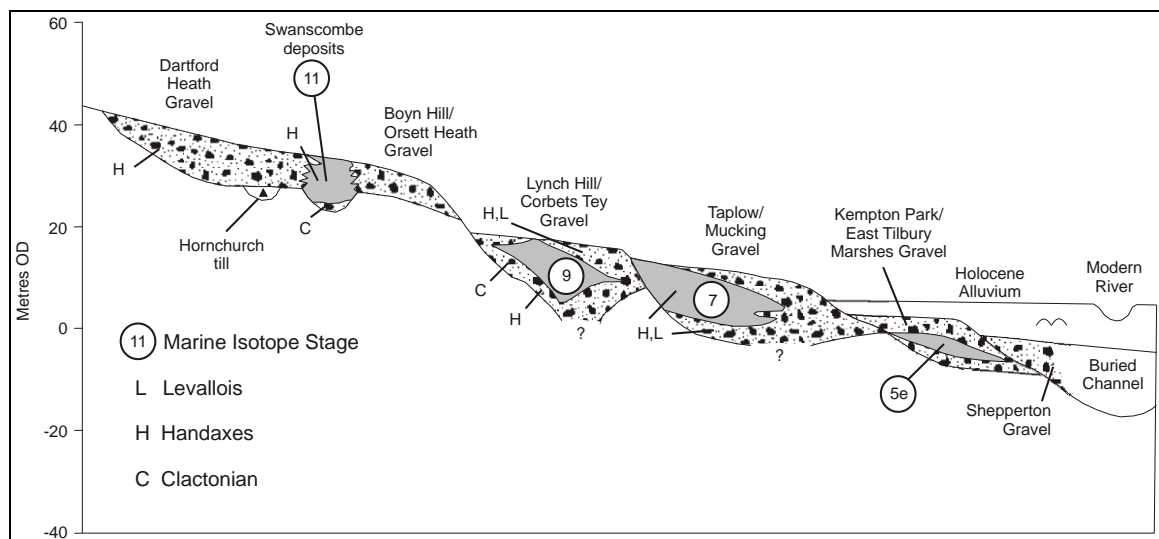 60
40
20
0
-20
-40
Metres OD
Dartford
Heath
Gravel
H
Swanscombe
deposits
11
H
C
Hornchurch
till
Boyn Hill/
Orsett Heath
Gravel
Lynch Hill/
Corbets Tey
Gravel
H,L
9
C
H
?
Taplow/
Mucking
Gravel
7
H,L
?
Kempton Park/
East Tilbury
Marshes Gravel
5e
Holocene
Alluvium
Modern
River
Buried
Channel
Shepperton
Gravel
11 Marine Isotope Stage
L Levallois
H Handaxes
C Clactonian